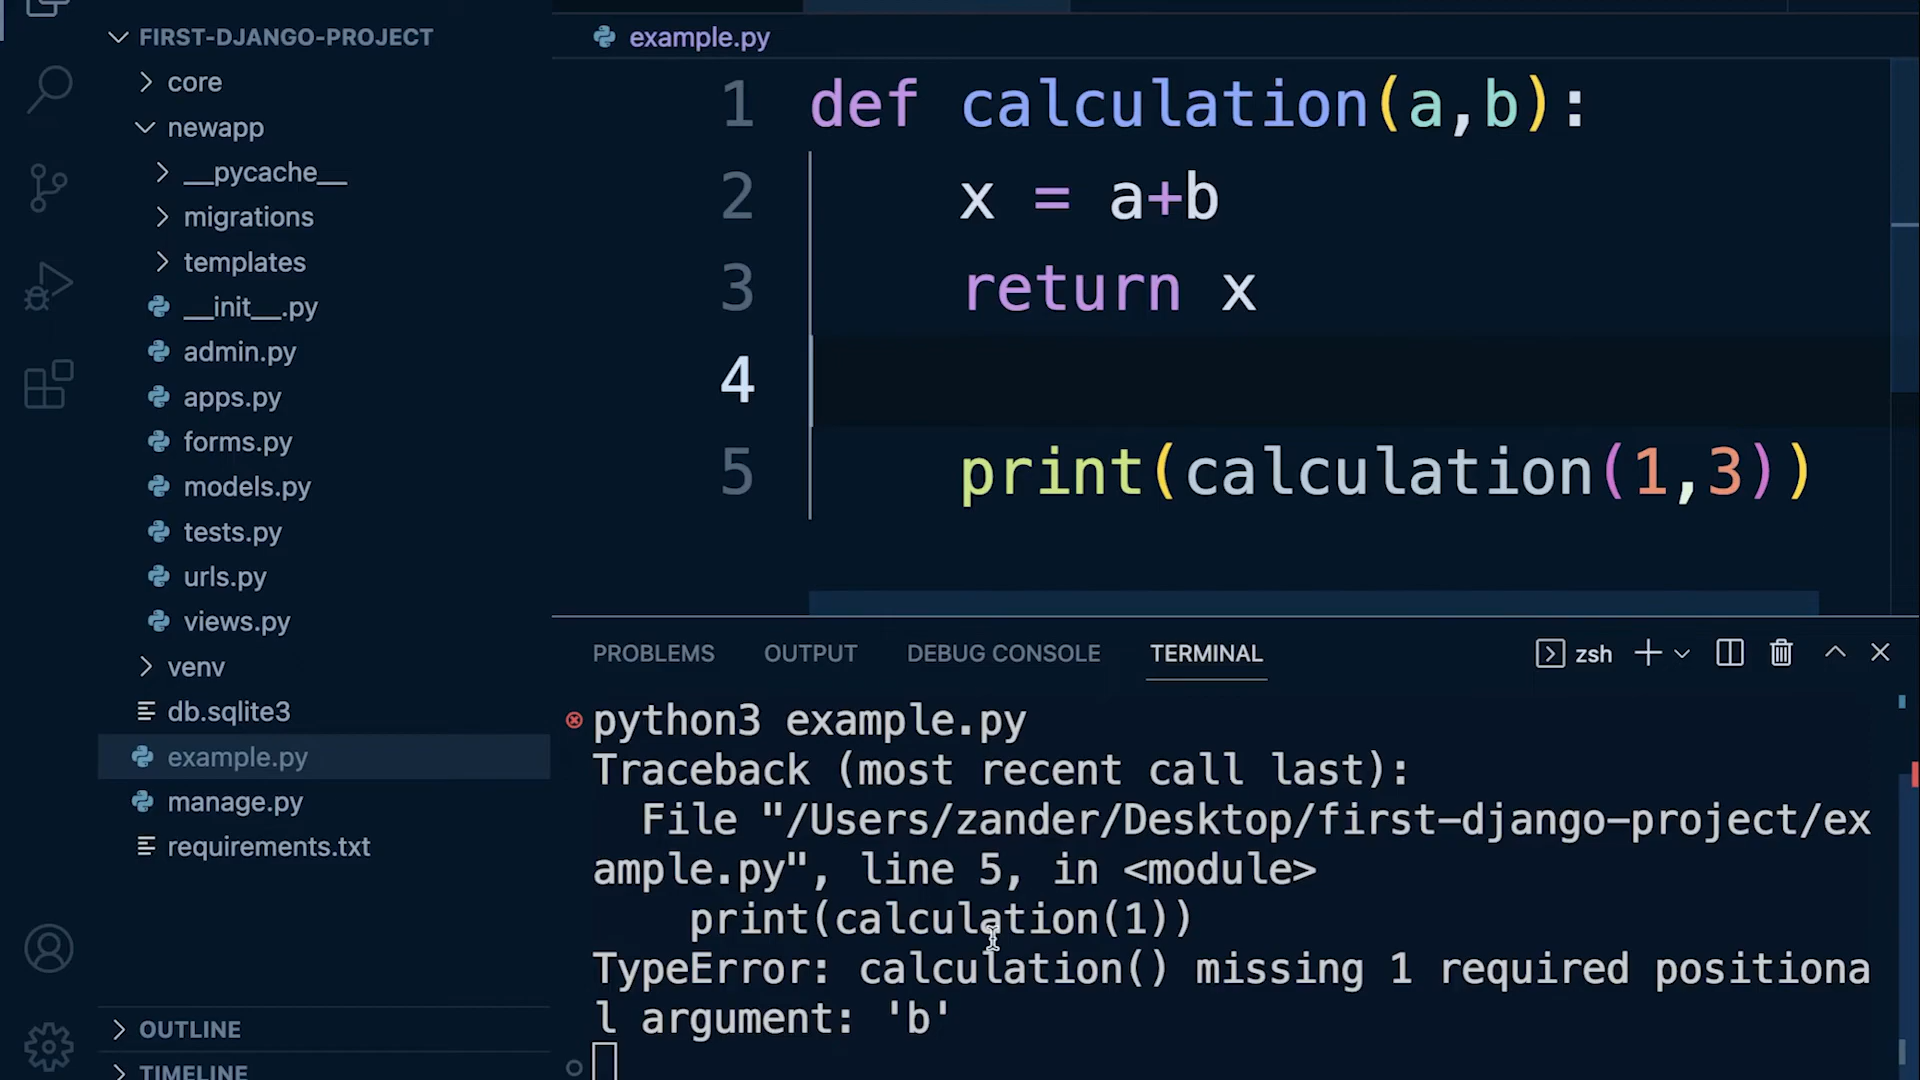 FIRST-DJANGO-PROJECT
core
newapp
__pycache__
migrations
templates
__init__.py
admin.py
apps.py
forms.py
models.py
tests.py
urls.py
views.py
venv
db.sqlite3
example.py
manage.py
requirements.txt
OUTLINE
TIMELINE
example.py
1 def calculation(a,b):
2 x = a+b
3 return x
4
5 print(calculation(1,3))
PROBLEMS OUTPUT DEBUG CONSOLE TERMINAL zsh
python3 example.py
Traceback (most recent call last):
File "/Users/zander/Desktop/first-django-project/ex
ample.py", line 5, in <module>
print(calculation(1))
TypeError: calculation() missing 1 required positiona
l argument: 'b'